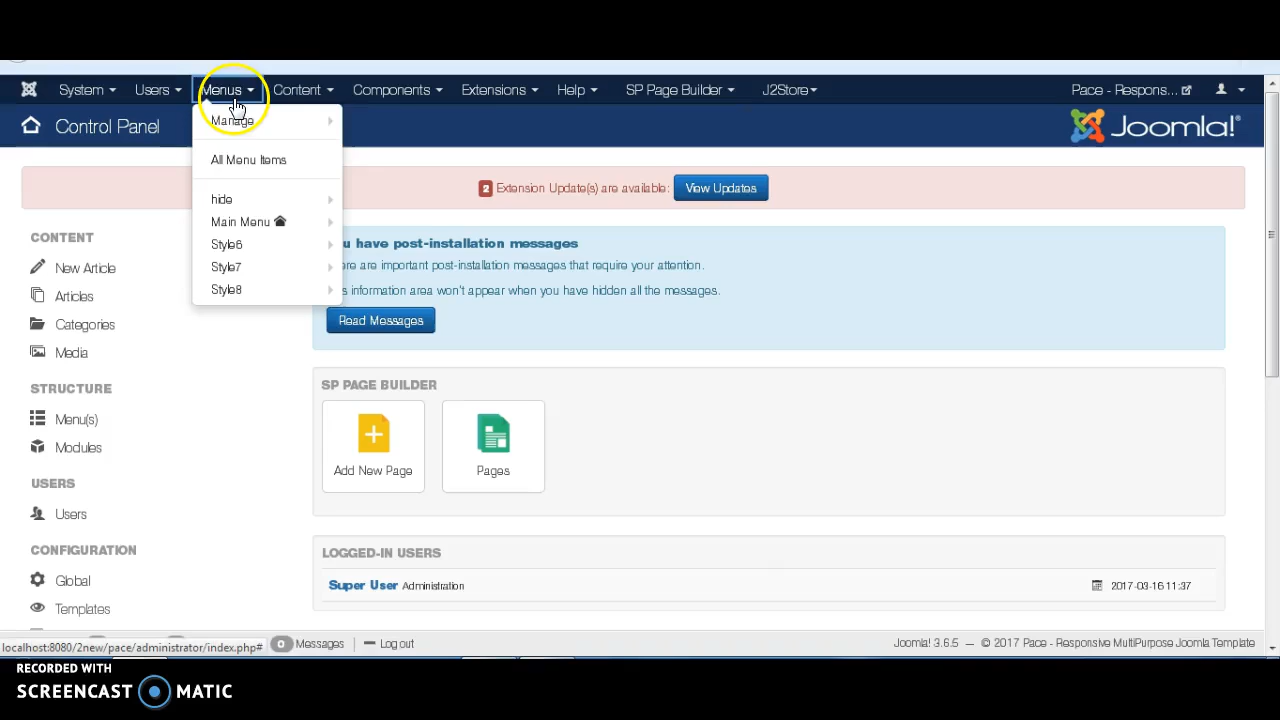 System Users Menus Content Components Extensions Help SP Page Builder J2Store Pace - Respons...
Control Panel
Joomla!®
Manage
All Menu Items
hide
Main Menu
Style6
Style7
Style8
2 Extension Update(s) are available: View Updates
CONTENT
New Article
Articles
Categories
Media
STRUCTURE
Menu(s)
Modules
USERS
Users
CONFIGURATION
Global
Templates
u have post-installation messages
ere are important post-installation messages that require your attention.
s information area won't appear when you have hidden all the messages.
Read Messages
SP PAGE BUILDER
Add New Page
Pages
LOGGED-IN USERS
Super User Administration 2017-03-16 11:37
localhost:8080/2new/pace/administrator/index.php# 0 Messages Log out Joomla! 3.6.5 — © 2017 Pace - Responsive MultiPurpose Joomla Template
RECORDED WITH
SCREENCAST MATIC